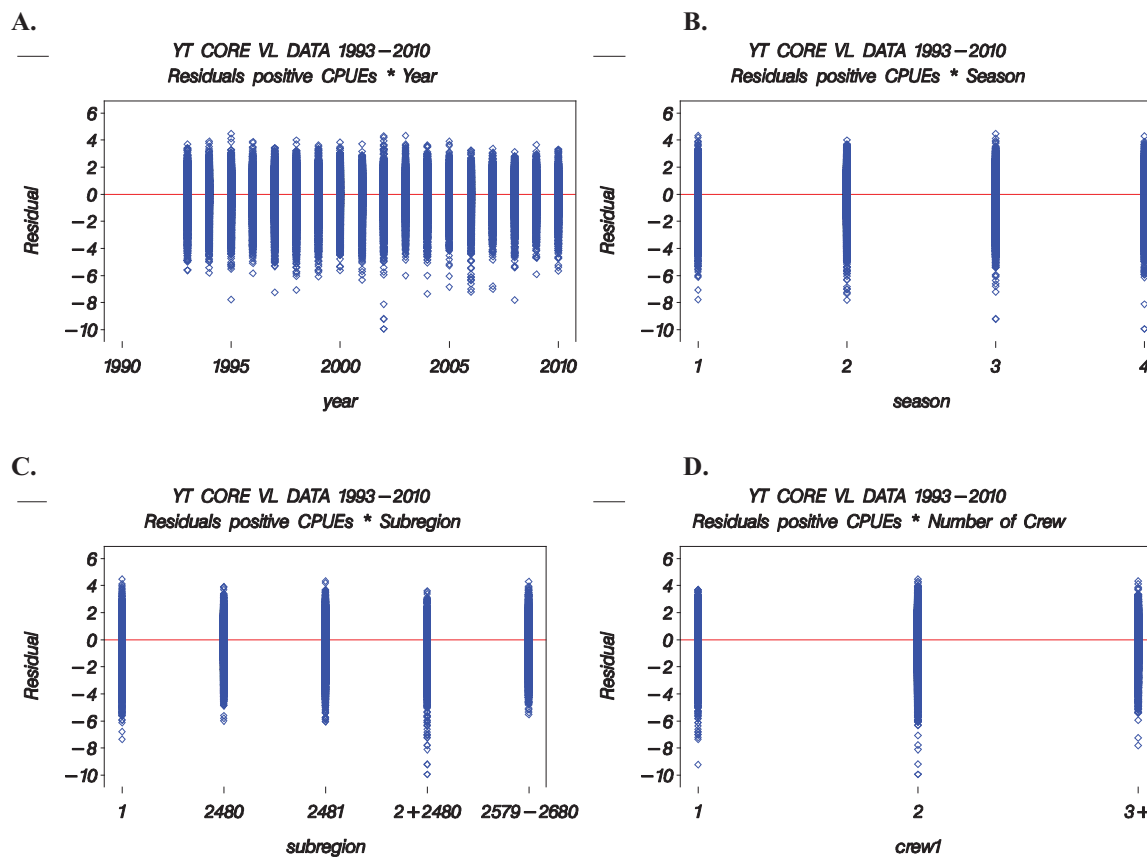 A.
YT CORE VL DATA 1993−2010
Residuals positive CPUEs * Year
Residual
6
4
2
0
−2
−4
−6
−8
−10
1990 1995 2000 2005 2010
year
B.
YT CORE VL DATA 1993−2010
Residuals positive CPUEs * Season
Residual
6
4
2
0
−2
−4
−6
−8
−10
1 2 3 4
season
C.
YT CORE VL DATA 1993−2010
Residuals positive CPUEs * Subregion
Residual
6
4
2
0
−2
−4
−6
−8
−10
1 2480 2481 2+2480 2579−2680
subregion
D.
YT CORE VL DATA 1993−2010
Residuals positive CPUEs * Number of Crew
Residual
6
4
2
0
−2
−4
−6
−8
−10
1 2 3+
crew1